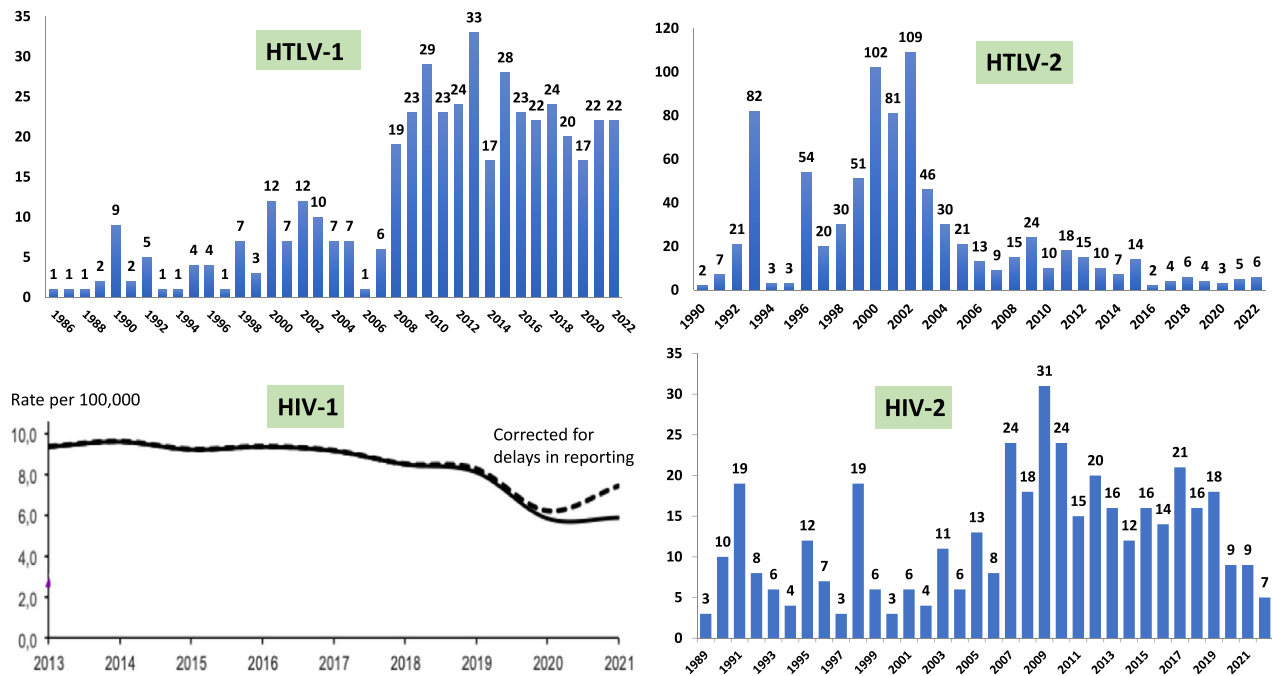 HTLV-1
35
30
25
20
15
10
5
0
1 1 1 2 9 2 5 1 1 4 4 1 7 3 12 7 12 10 7 7 1 6 19 23 29 23 24 33 17 28 23 22 24 20 17 22 22
1986 1988 1990 1992 1994 1996 1998 2000 2002 2004 2006 2008 2010 2012 2014 2016 2018 2020 2022
HTLV-2
120
100
80
60
40
20
0
2 7 21 82 3 3 54 20 30 51 102 81 109 46 30 21 13 9 15 24 10 18 15 10 7 14 2 4 6 4 3 5 6
1990 1992 1994 1996 1998 2000 2002 2004 2006 2008 2010 2012 2014 2016 2018 2020 2022
HIV-1
Rate per 100,000
Corrected for
delays in reporting
10,0
8,0
6,0
4,0
2,0
0,0
2013 2014 2015 2016 2017 2018 2019 2020 2021
HIV-2
35
30
25
20
15
10
5
0
3 10 19 8 6 4 12 7 3 19 6 3 6 4 11 6 13 8 24 18 31 24 15 20 16 12 16 14 21 16 18 9 9 7
1989 1991 1993 1995 1997 1999 2001 2003 2005 2007 2009 2011 2013 2015 2017 2019 2021